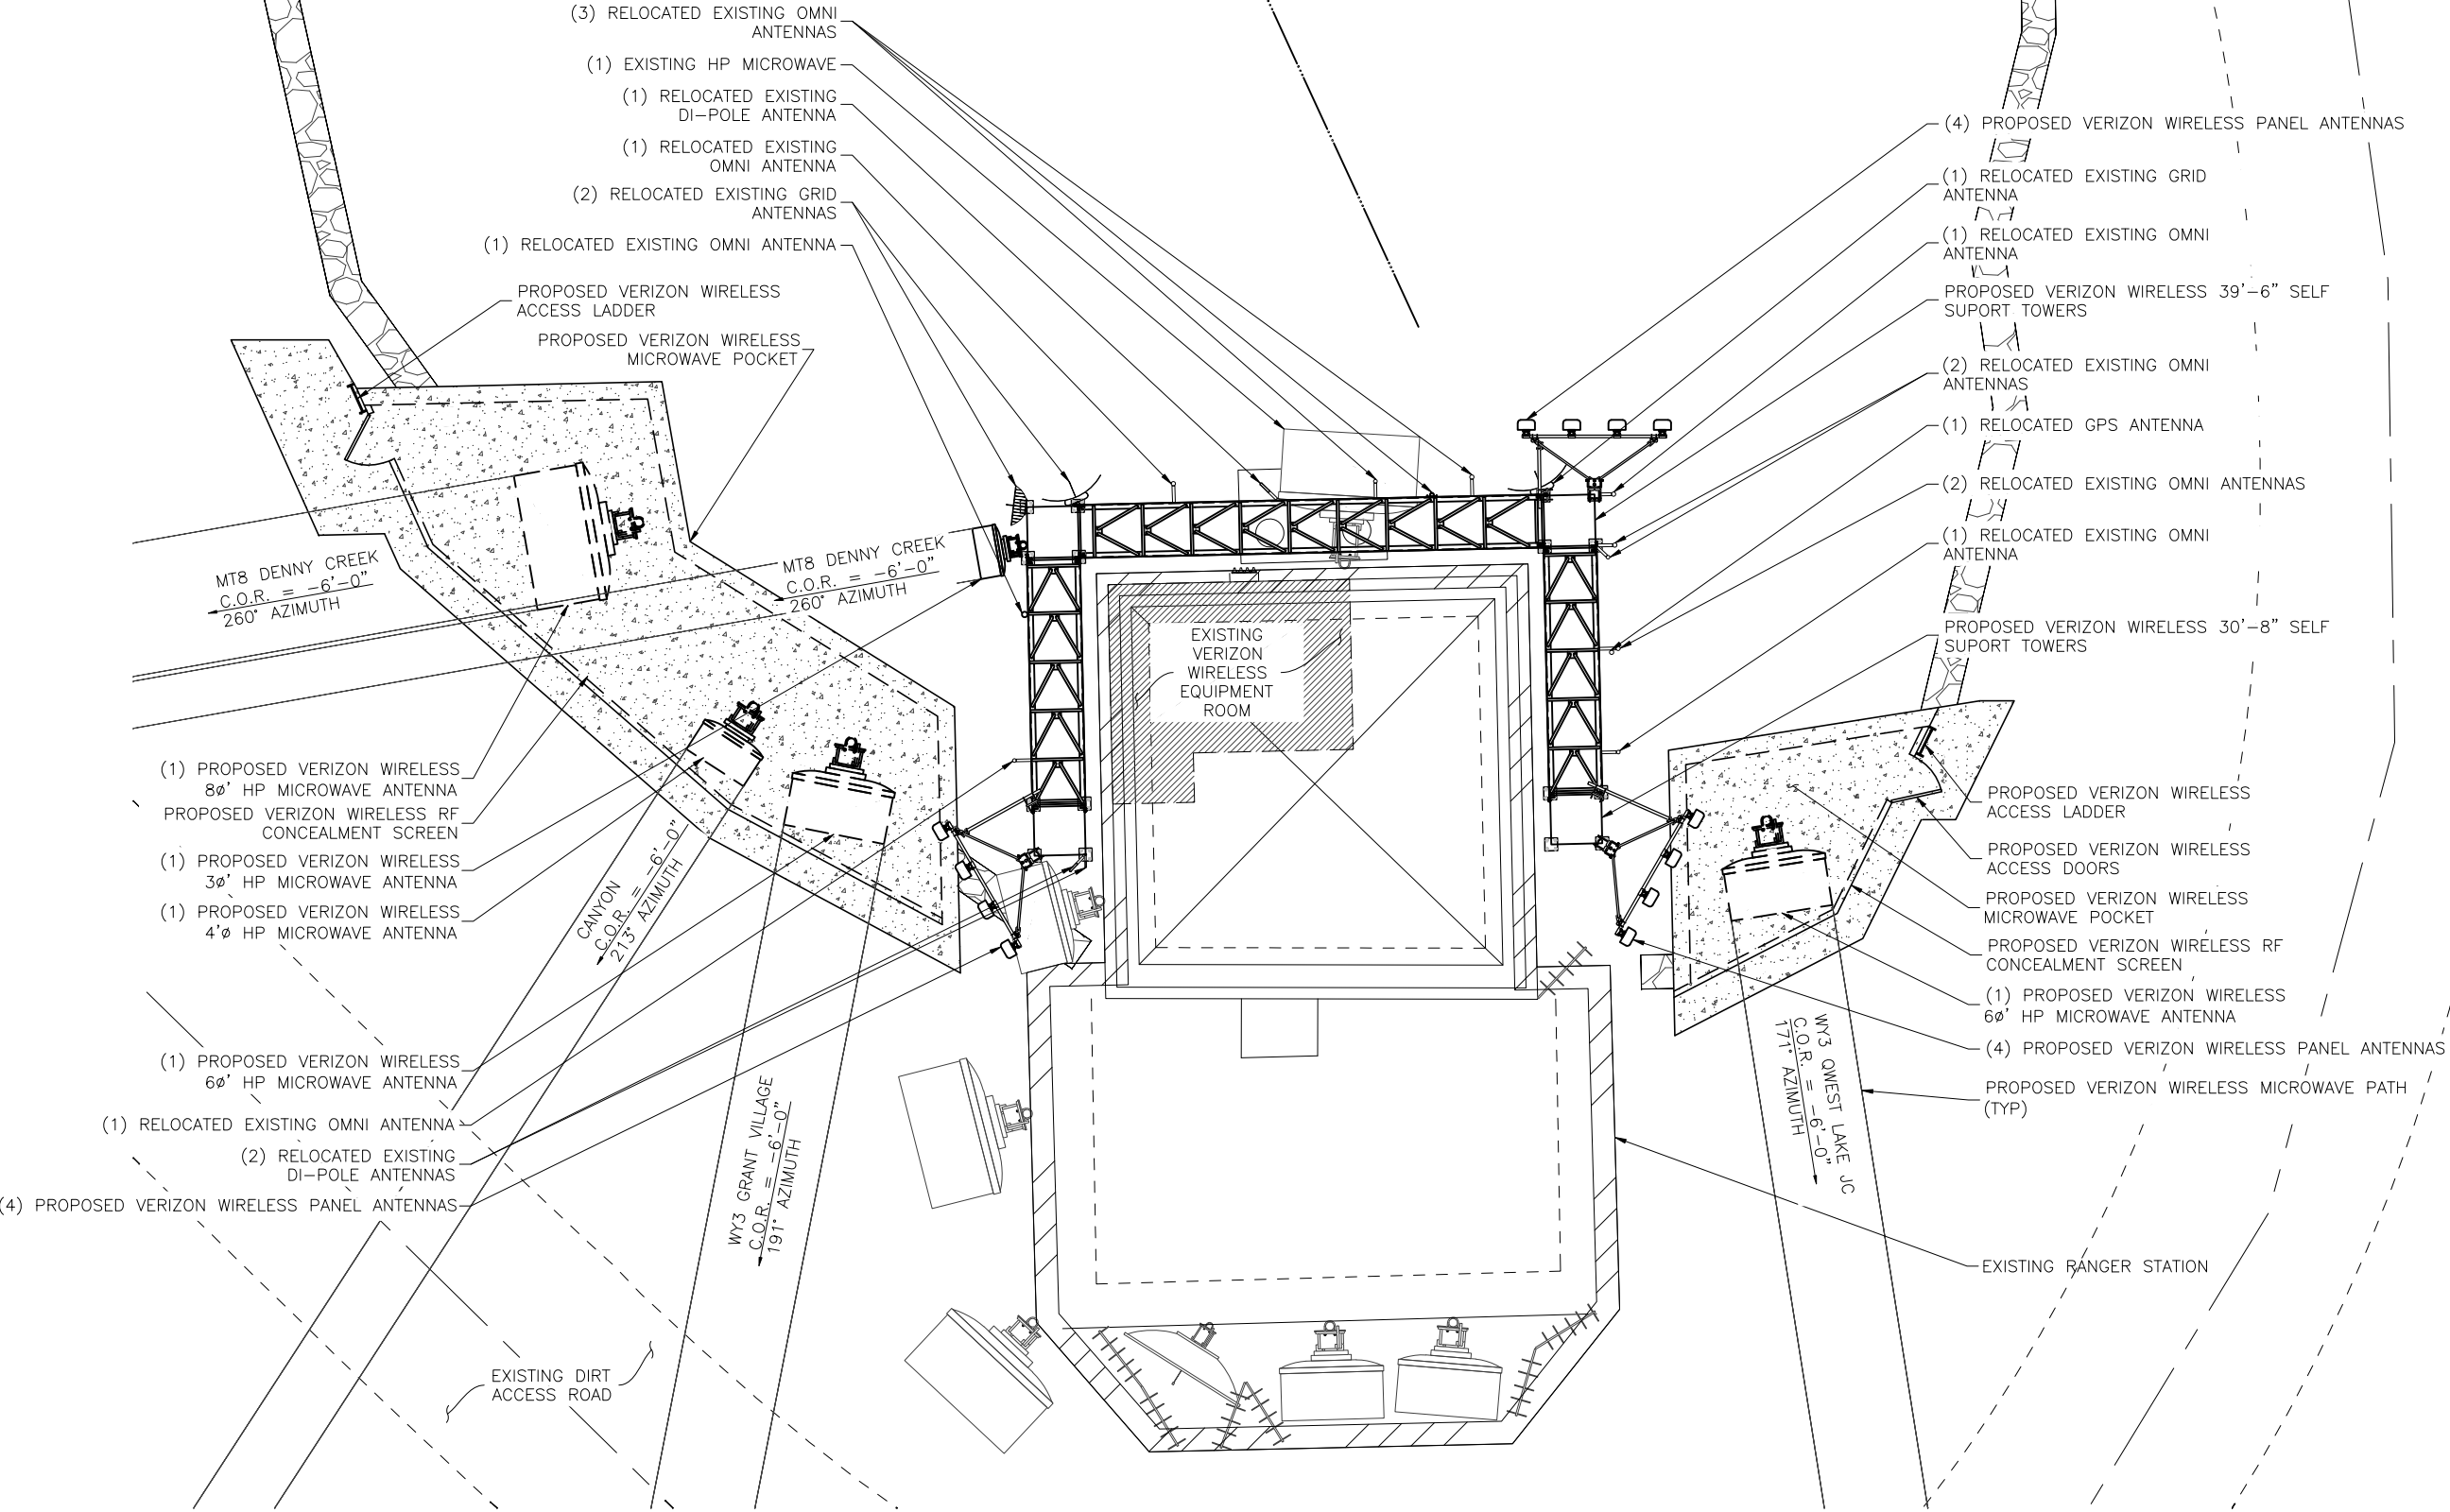 (3) RELOCATED EXISTING OMNI
ANTENNAS
(1) EXISTING HP MICROWAVE
(1) RELOCATED EXISTING
DI-POLE ANTENNA
(1) RELOCATED EXISTING
OMNI ANTENNA
(2) RELOCATED EXISTING GRID
ANTENNAS
(1) RELOCATED EXISTING OMNI ANTENNA
PROPOSED VERIZON WIRELESS
ACCESS LADDER
PROPOSED VERIZON WIRELESS
MICROWAVE POCKET
MT8 DENNY CREEK
C.O.R. = -6'-0"
260° AZIMUTH
MT8 DENNY CREEK
C.O.R. = -6'-0"
260° AZIMUTH
EXISTING
VERIZON
WIRELESS
EQUIPMENT
ROOM
(1) PROPOSED VERIZON WIRELESS
8ø' HP MICROWAVE ANTENNA
PROPOSED VERIZON WIRELESS RF
CONCEALMENT SCREEN
(1) PROPOSED VERIZON WIRELESS
3ø' HP MICROWAVE ANTENNA
(1) PROPOSED VERIZON WIRELESS
4'ø HP MICROWAVE ANTENNA
CANYON
C.O.R. = -6'-0"
213° AZIMUTH
(1) PROPOSED VERIZON WIRELESS
6ø' HP MICROWAVE ANTENNA
(1) RELOCATED EXISTING OMNI ANTENNA
(2) RELOCATED EXISTING
DI-POLE ANTENNAS
(4) PROPOSED VERIZON WIRELESS PANEL ANTENNAS
WY3 GRANT VILLAGE
C.O.R. = -6'-0"
191° AZIMUTH
EXISTING DIRT
ACCESS ROAD
(4) PROPOSED VERIZON WIRELESS PANEL ANTENNAS
(1) RELOCATED EXISTING GRID
ANTENNA
(1) RELOCATED EXISTING OMNI
ANTENNA
PROPOSED VERIZON WIRELESS 39'-6" SELF
SUPORT TOWERS
(2) RELOCATED EXISTING OMNI
ANTENNAS
(1) RELOCATED GPS ANTENNA
(2) RELOCATED EXISTING OMNI ANTENNAS
(1) RELOCATED EXISTING OMNI
ANTENNA
PROPOSED VERIZON WIRELESS 30'-8" SELF
SUPORT TOWERS
PROPOSED VERIZON WIRELESS
ACCESS LADDER
PROPOSED VERIZON WIRELESS
ACCESS DOORS
PROPOSED VERIZON WIRELESS
MICROWAVE POCKET
PROPOSED VERIZON WIRELESS RF
CONCEALMENT SCREEN
(1) PROPOSED VERIZON WIRELESS
6ø' HP MICROWAVE ANTENNA
(4) PROPOSED VERIZON WIRELESS PANEL ANTENNAS
PROPOSED VERIZON WIRELESS MICROWAVE PATH
(TYP)
WY3 QWEST LAKE JC
C.O.R. = -6'-0"
171° AZIMUTH
EXISTING RANGER STATION